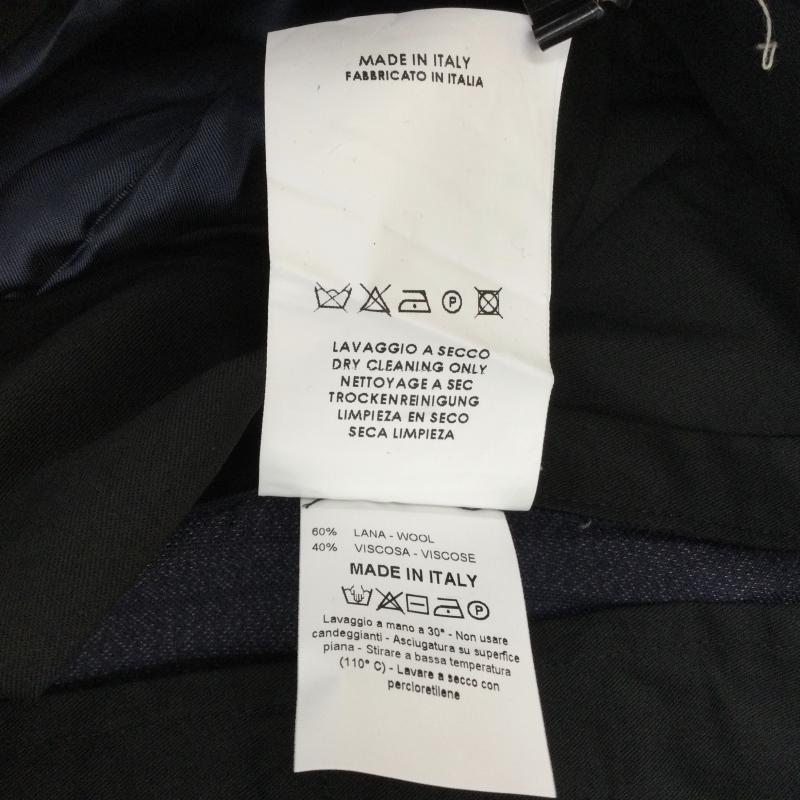 MADE IN ITALY
FABBRICATO IN ITALIA
P
LAVAGGIO A SECCO
DRY CLEANING ONLY
NETTOYAGE A SEC
TROCKENREINIGUNG
LIMPIEZA EN SECO
SECA LIMPIEZA
60% LANA - WOOL
40% VISCOSA - VISCOSE
MADE IN ITALY
P
Lavaggio a mano a 30° - Non usare
candeggianti - Asciugatura su superfice
piana - Stirare a bassa temperatura
(110° C) - Lavare a secco con
percloretilene